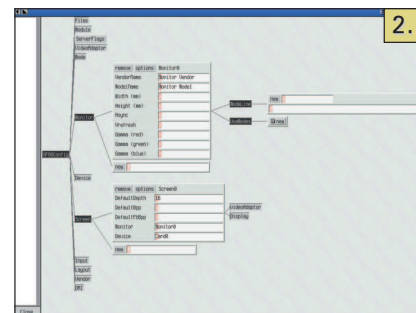 2.
Files
Module
ServerFlags
VideoAdaptor
Mode
remove options Monitor0
VendorName Monitor Vendor
ModelName Monitor Model
Width (mm)
Height (mm)
Hsync
Vrefresh
Gamma (red)
Gamma (green)
Gamma (blue)
new
Monitor
ModeLine
new
UseModes
new
Device
remove options Screen0
DefaultDepth 16
DefaultBpp
DefaultFbBpp
Monitor Monitor0
Device Card0
new
Screen
VideoAdaptor
Display
Input
Layout
Vendor
DRI
Close